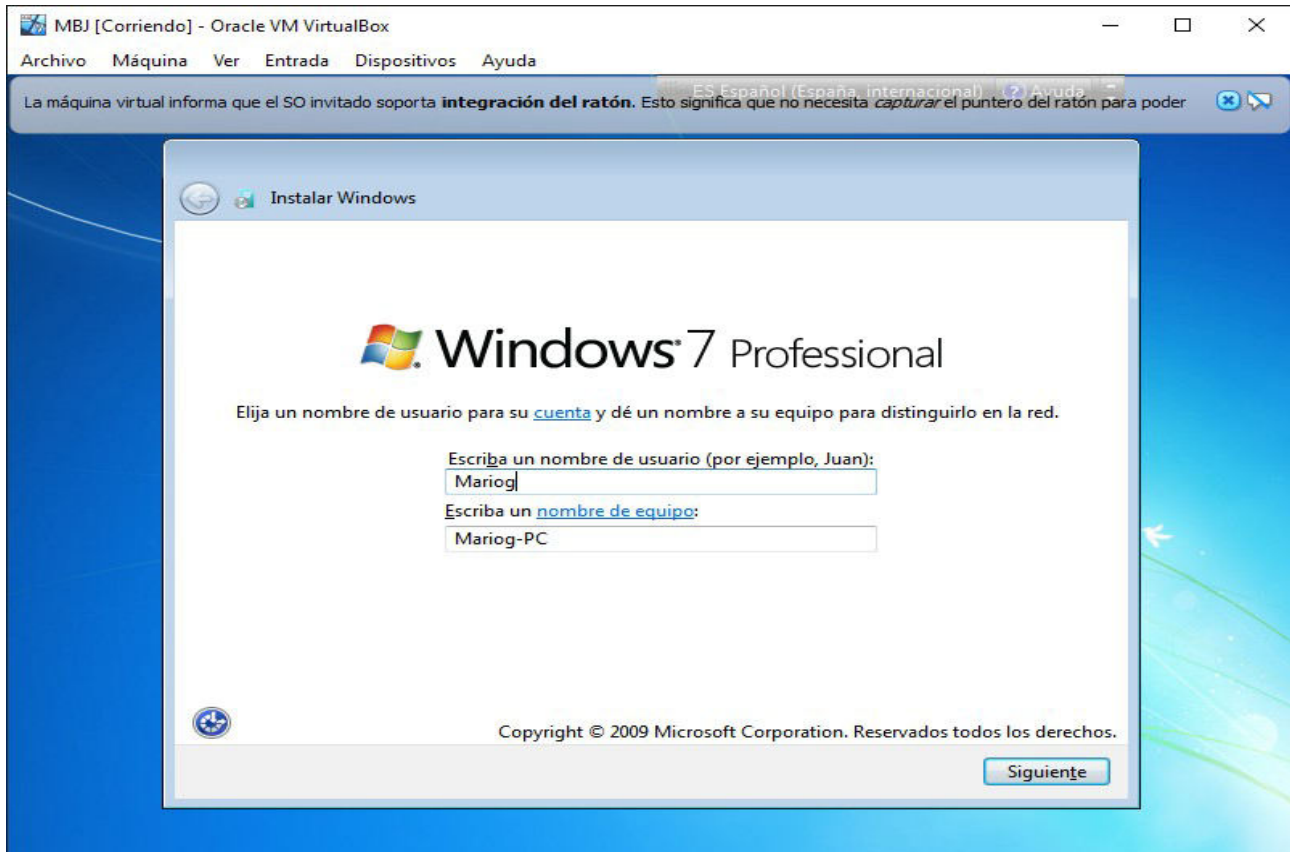 MBJ [Corriendo] - Oracle VM VirtualBox
Archivo Máquina Ver Entrada Dispositivos Ayuda
ES Español (España, internacional) ? Ayuda
La máquina virtual informa que el SO invitado soporta integración del ratón. Esto significa que no necesita capturar el puntero del ratón para poder
Instalar Windows
Windows 7 Professional
Elija un nombre de usuario para su cuenta y dé un nombre a su equipo para distinguirlo en la red.
Escriba un nombre de usuario (por ejemplo, Juan):
Mariog
Escriba un nombre de equipo:
Mariog-PC
Copyright © 2009 Microsoft Corporation. Reservados todos los derechos.
Siguiente